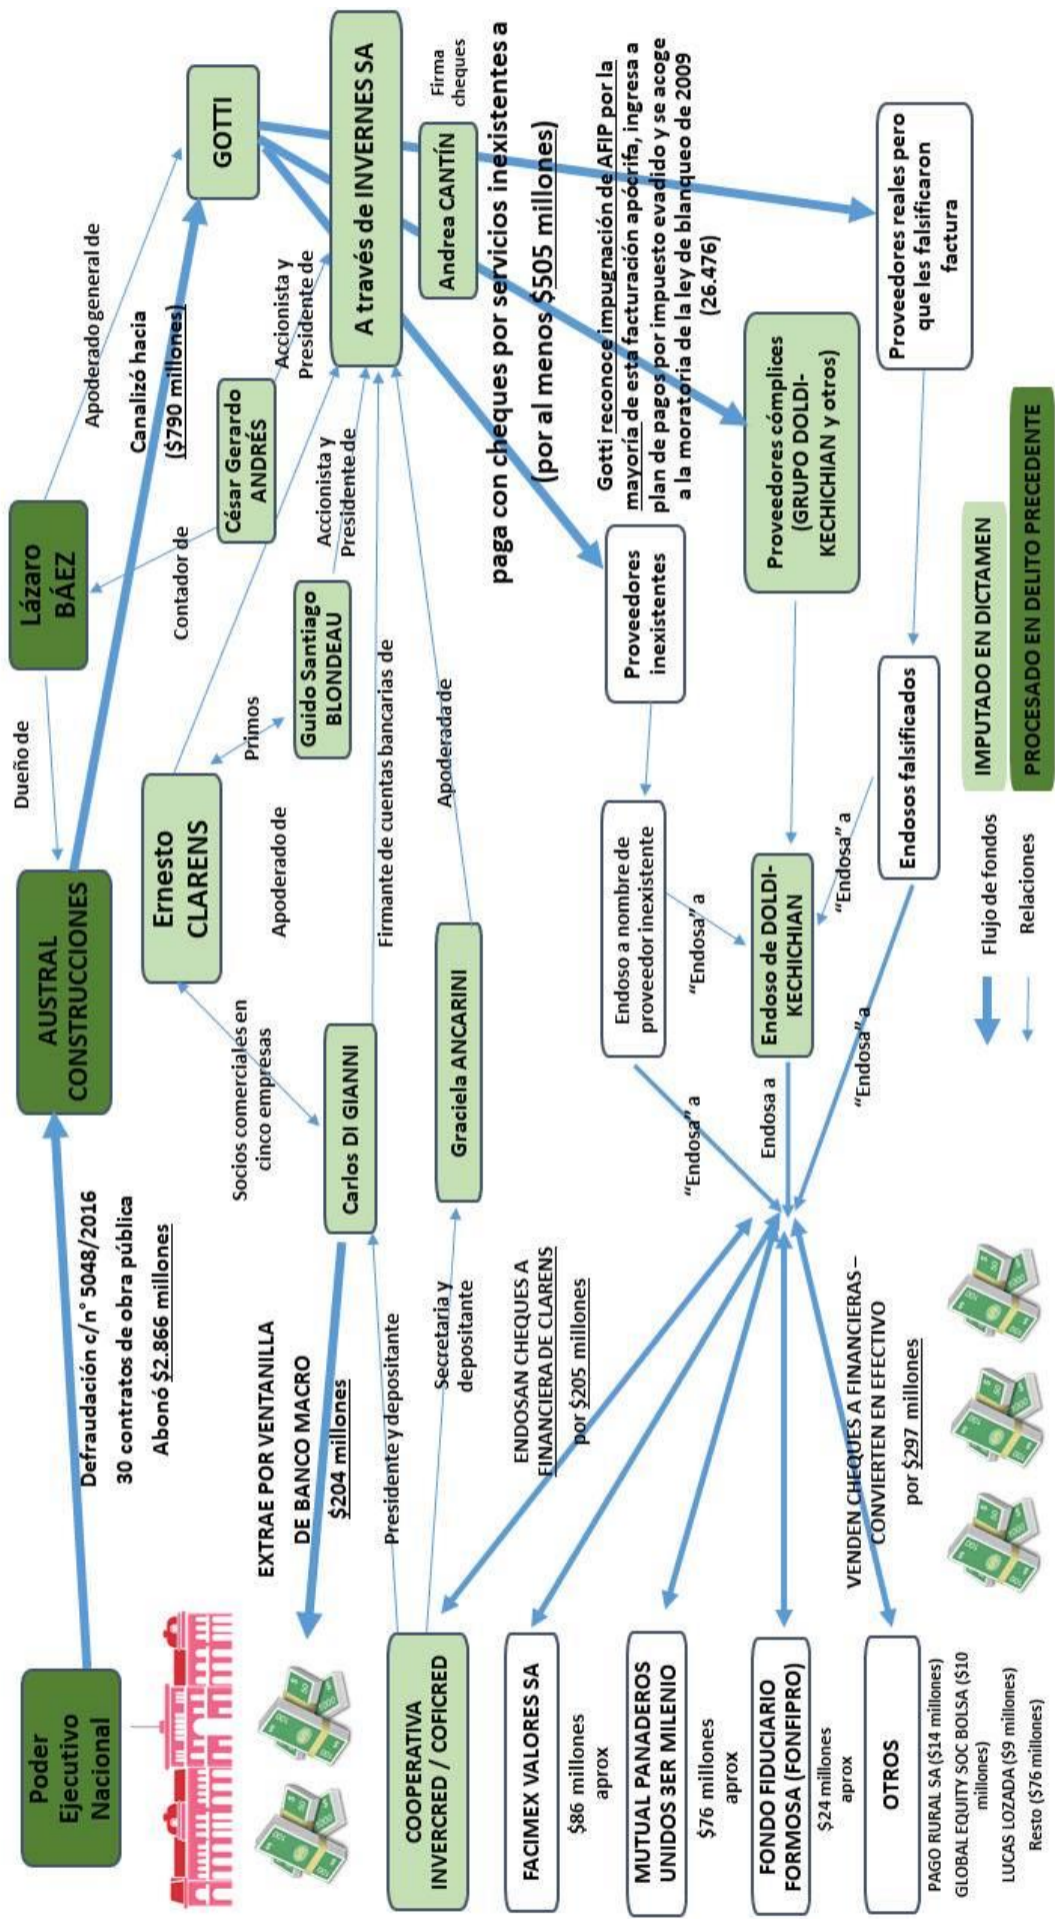 Poder
Ejecutivo
Nacional
Defraudación c/n° 5048/2016
30 contratos de obra pública
Abonó $2.866 millones
AUSTRAL
CONSTRUCCIONES
Dueño de
Lázaro
BÁEZ
Apoderado general de
Canalizó hacia
($790 millones)
GOTTI
Contador de
César Gerardo
ANDRÉS
Accionista y
Presidente de
A través de INVERNES SA
Firma
cheques
Andrea CANTÍN
Ernesto
CLARENS
Primos
Guido Santiago
BLONDEAU
Accionista y
Presidente de
Apoderado de
Socios comerciales en
cinco empresas
Carlos DI GIANNI
Firmante de cuentas bancarias de
Graciela ANCARINI
Apoderada de
EXTRAE POR VENTANILLA
DE BANCO MACRO
$204 millones
Presidente y depositante
Secretaria y
depositante
paga con cheques por servicios inexistentes a
(por al menos $505 millones)
Gotti reconoce impugnación de AFIP por la
mayoría de esta facturación apócrifa, ingresa a
plan de pagos por impuesto evadido y se acoge
a la moratoria de la ley de blanqueo de 2009
(26.476)
Proveedores
inexistentes
Proveedores cómplices
(GRUPO DOLDI-
KECHICHIAN y otros)
Proveedores reales pero
que les falsificaron
factura
Endoso a nombre de
proveedor inexistente
"Endosa" a
Endoso de DOLDI-
KECHICHIAN
"Endosa" a
Endosos falsificados
"Endosa" a
Endosa a
"Endosa" a
ENDOSAN CHEQUES A
FINANCIERA DE CLARENS
por $205 millones
VENDEN CHEQUES A FINANCIERAS –
CONVIERTEN EN EFECTIVO
por $297 millones
COOPERATIVA
INVERCRED / COFICRED
FACIMEX VALORES SA
$86 millones
aprox
MUTUAL PANADEROS
UNIDOS 3ER MILENIO
$76 millones
aprox
FONDO FIDUCIARIO
FORMOSA (FONFIPRO)
$24 millones
aprox
OTROS
PAGO RURAL SA ($14 millones)
GLOBAL EQUITY SOC BOLSA ($10
millones)
LUCAS LOZADA ($9 millones)
Resto ($76 millones)
Flujo de fondos
Relaciones
IMPUTADO EN DICTAMEN
PROCESADO EN DELITO PRECEDENTE